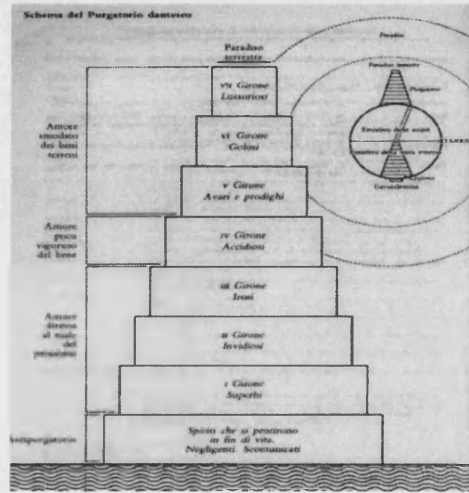 Schema del Purgatorio dantesco
Paradiso
terrestre
VII Girone
Lussuriosi
VI Girone
Golosi
V Girone
Avari e prodighi
IV Girone
Accidiosi
III Girone
Irosi
II Girone
Invidiosi
I Girone
Superbi
Spiriti che si pentirono
in fin di vita.
Negligenti. Scomunicati
Amore
smodato
dei beni
terreni
Amore
poco
vigoroso
del bene
Amore
diretto
al male
del
prossimo
Antipurgatorio
Paradiso
Paradiso terrestre
Purgatorio
Emisfero delle acque
TERRA
Gerusalemme